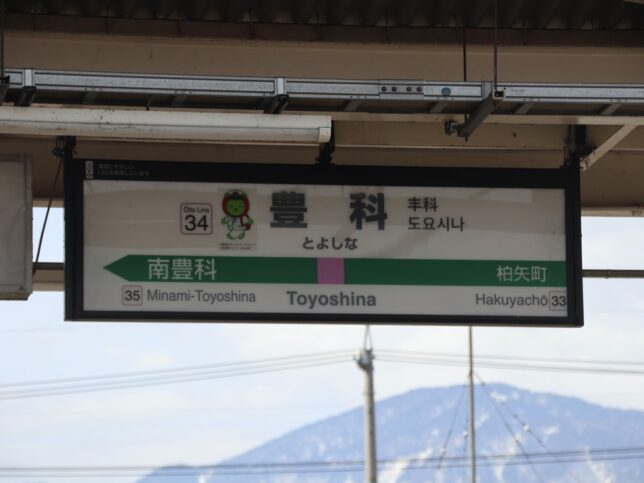 Ōito Line
34
豊科
丰科
도요시나
とよしな
南豊科
柏矢町
35 Minami-Toyoshina
Toyoshina
Hakuyachō 33